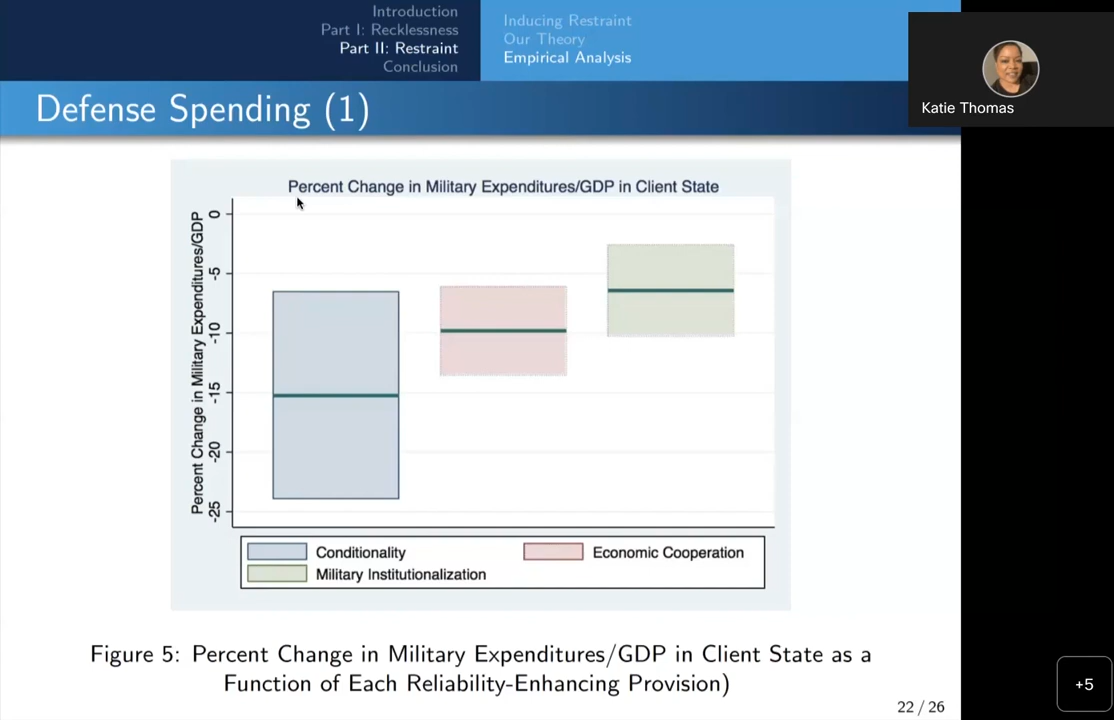 Introduction
Part I: Recklessness
Part II: Restraint
Conclusion
Inducing Restraint
Our Theory
Empirical Analysis
Katie Thomas
Defense Spending (1)
Percent Change in Military Expenditures/GDP in Client State
Percent Change in Military Expenditures/GDP
0
-5
-10
-15
-20
-25
Conditionality
Economic Cooperation
Military Institutionalization
Figure 5: Percent Change in Military Expenditures/GDP in Client State as a
Function of Each Reliability-Enhancing Provision)
22 / 26
+5